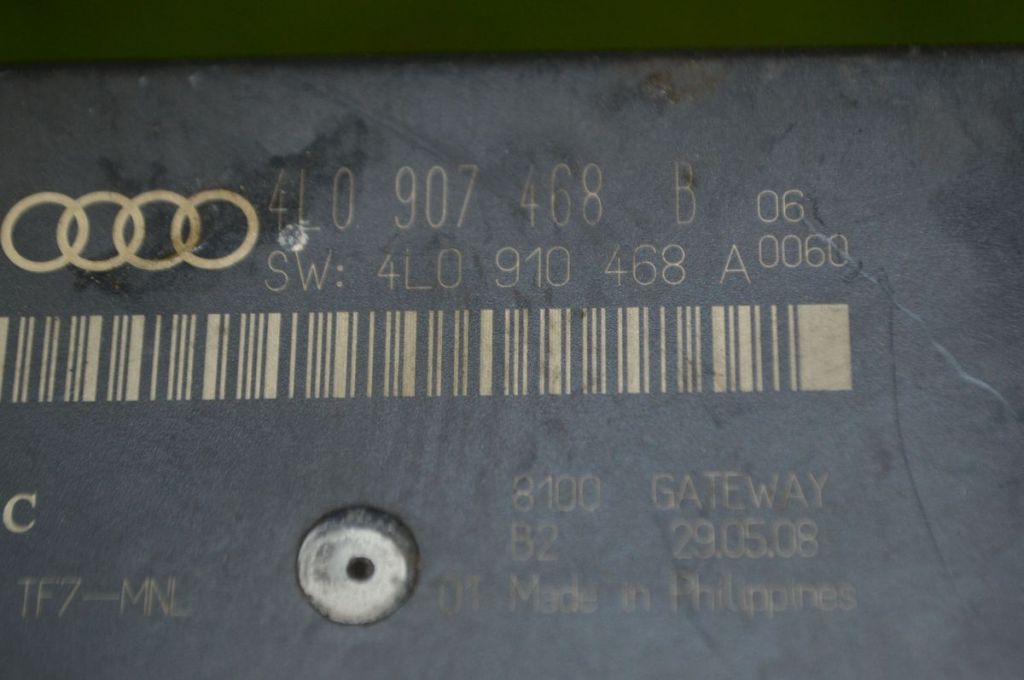 4L0 907 468 B 06
SW: 4L0 910 468 A 0060
8100 GATEWAY
C
B2 29.05.08
TF7-MNL 01 Made in Philippines